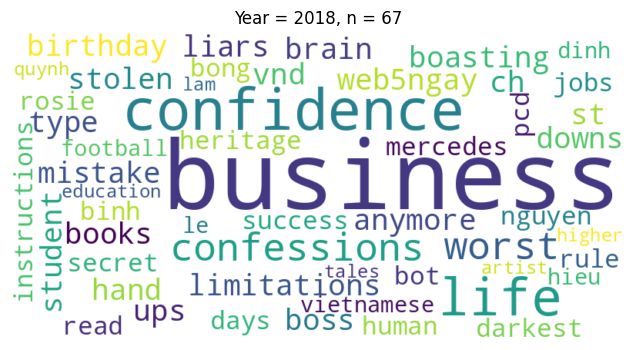 Year = 2018, n = 67
birthday liars brain boasting dinh
quynh stolen bong vnd web5ngay ch jobs
lam
rosie confidence pcd st
type downs
football heritage mercedes
instructions mistake business
education
student binh le success anymore nguyen
books confessions worst higher
secret tales bot artist rule
hand limitations life hieu
ups vietnamese
read days boss human darkest